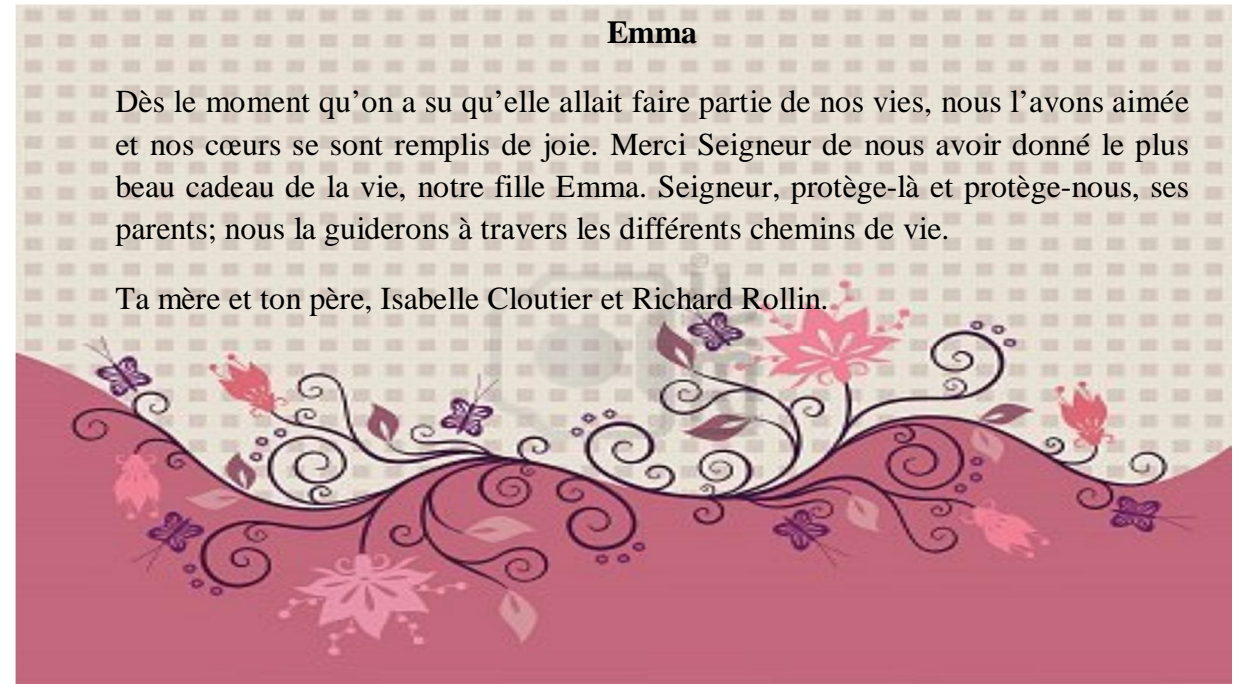 Emma
Dès le moment qu’on a su qu’elle allait faire partie de nos vies, nous l’avons aimée
et nos cœurs se sont remplis de joie. Merci Seigneur de nous avoir donné le plus
beau cadeau de la vie, notre fille Emma. Seigneur, protège-là et protège-nous, ses
parents; nous la guiderons à travers les différents chemins de vie.
Ta mère et ton père, Isabelle Cloutier et Richard Rollin.